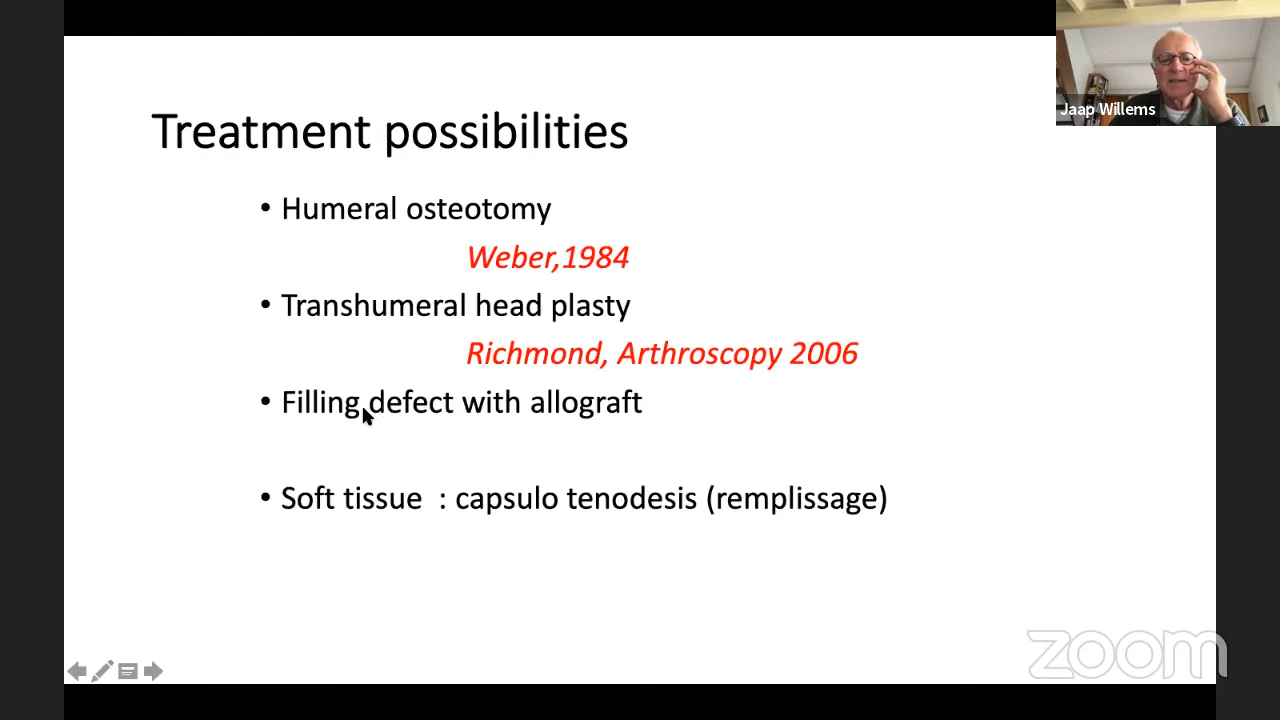 Jaap Willems
Treatment possibilities
• Humeral osteotomy
Weber,1984
• Transhumeral head plasty
Richmond, Arthroscopy 2006
• Filling defect with allograft
• Soft tissue : capsulo tenodesis (remplissage)
zoom